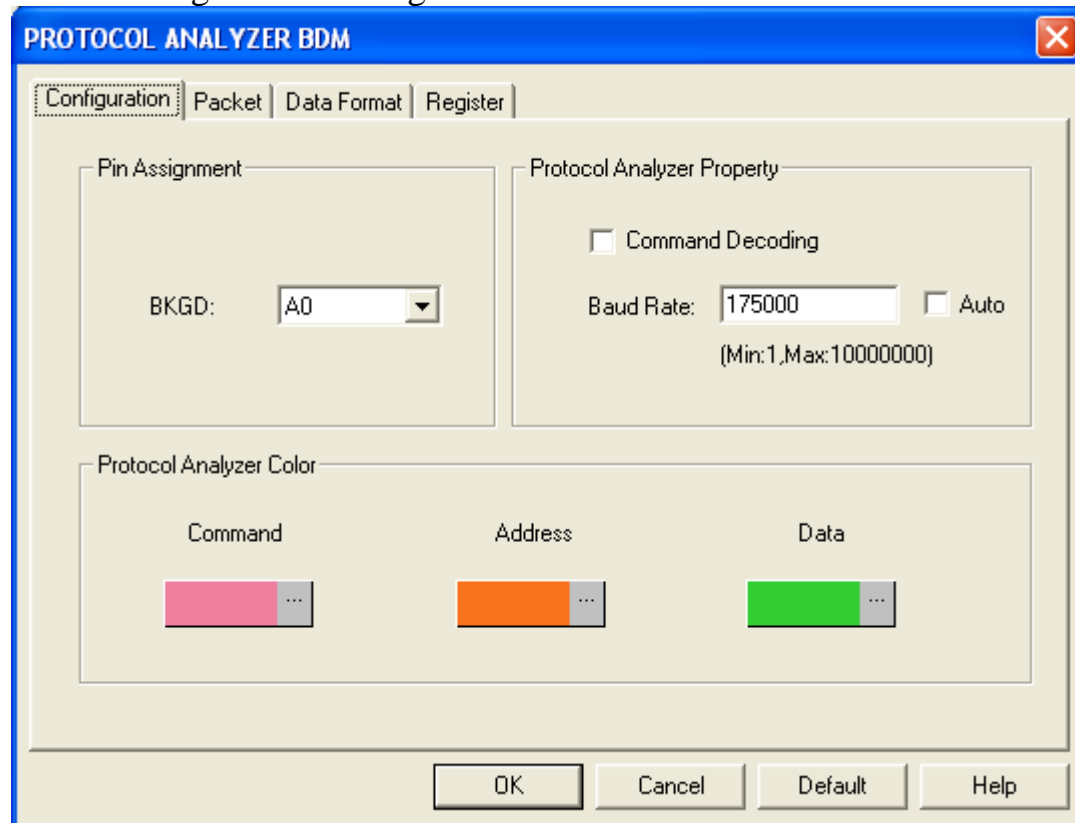 PROTOCOL ANALYZER BDM
Configuration Packet Data Format Register
Pin Assignment
BKGD: A0
Protocol Analyzer Property
Command Decoding
Baud Rate: 175000 Auto
(Min:1,Max:10000000)
Protocol Analyzer Color
Command Address Data
... ... ...
OK Cancel Default Help